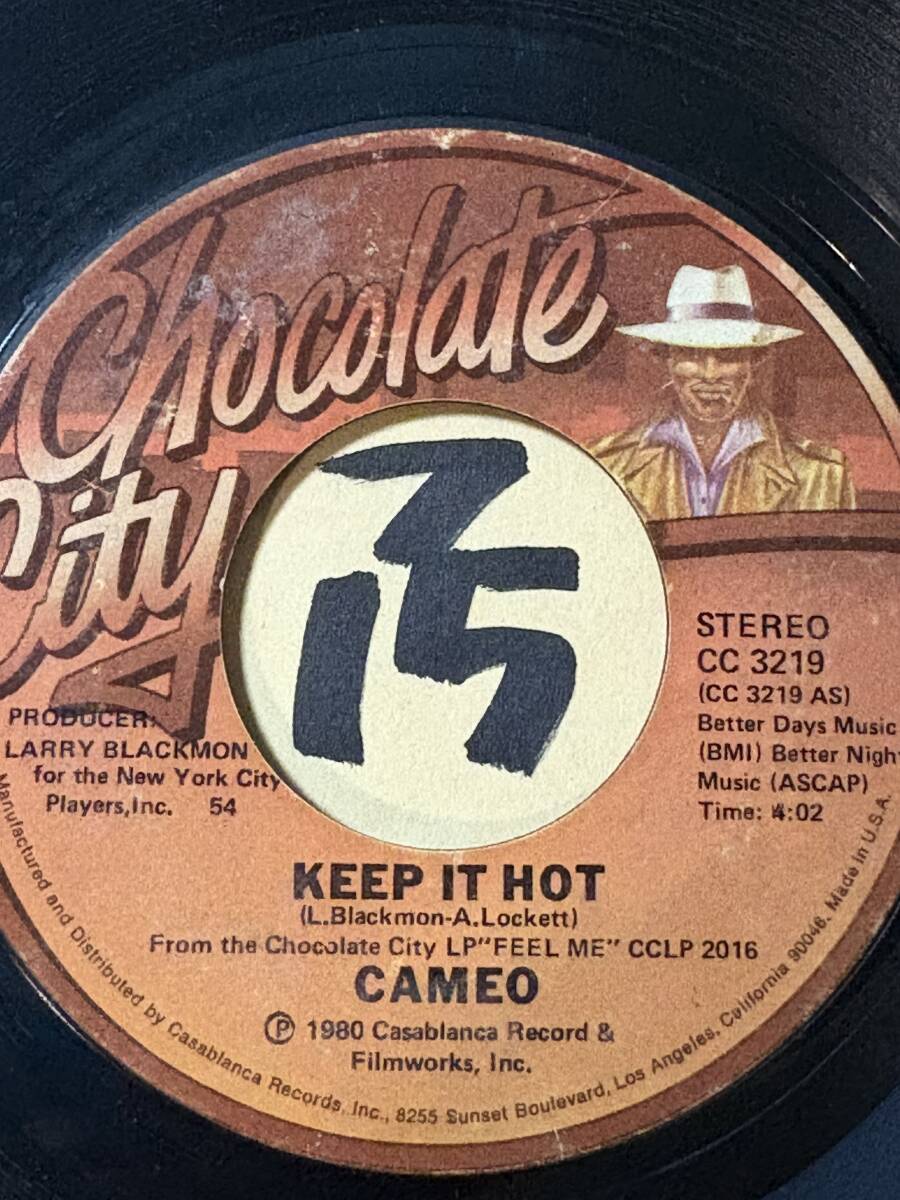 Chocolate
City
STEREO
CC 3219
(CC 3219 AS)
Better Days Music
(BMI) Better Nigh
Music (ASCAP)
Time: 4:02
PRODUCER:
LARRY BLACKMON
for the New York City
Players,Inc. 54
KEEP IT HOT
(L.Blackmon-A.Lockett)
From the Chocolate City LP"FEEL ME" CCLP 2016
CAMEO
Ⓟ 1980 Casablanca Record &
Filmworks, Inc.
Manufactured and Distributed by Casablanca Records, Inc., 8255 Sunset Boulevard, Los Angeles, California 90046. Made in U.S.A.